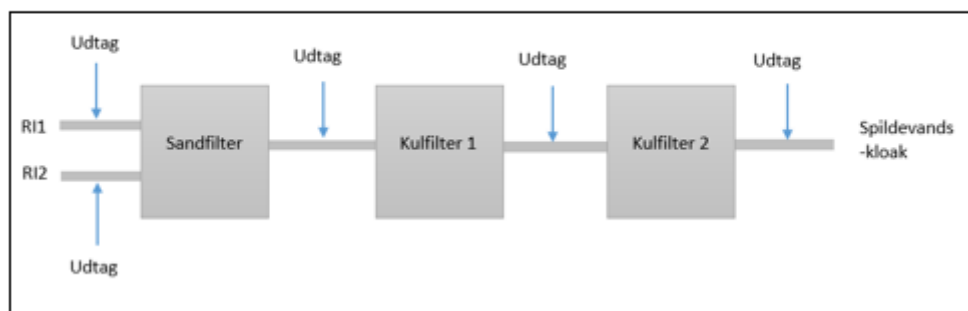 Udtag
Udtag
Udtag
Udtag
RI1
Sandfilter
Kulfilter 1
Kulfilter 2
Spildevands
-kloak
RI2
Udtag